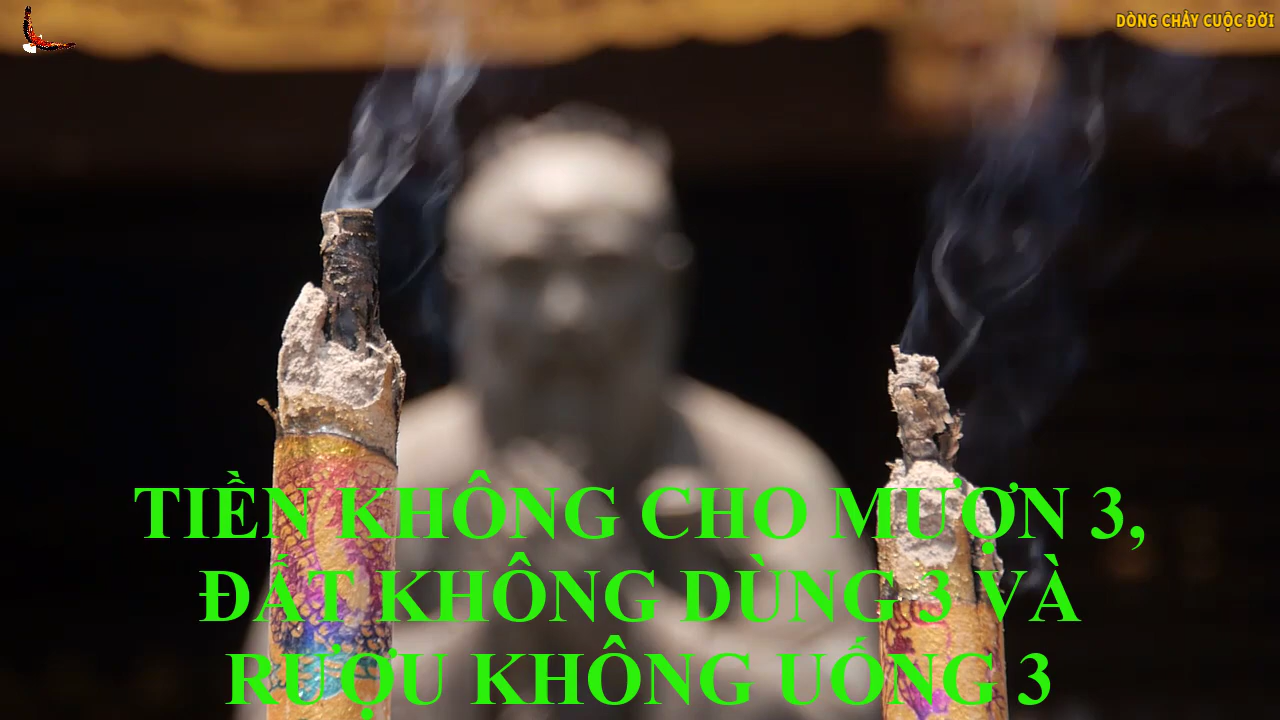 DÒNG CHẢY CUỘC ĐỜI
TIỀN KHÔNG CHO MƯỢN 3,
ĐẤT KHÔNG DÙNG 3 VÀ
RƯỢU KHÔNG UỐNG 3